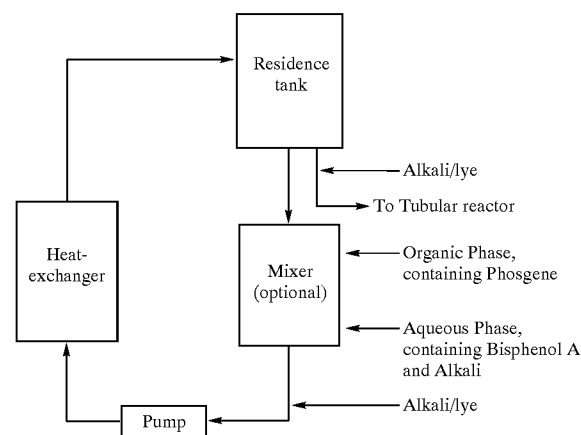 Residence
tank
Alkali/lye
To Tubular reactor
Heat-
exchanger
Mixer
(optional)
Organic Phase,
containing Phosgene
Aqueous Phase,
containing Bisphenol A
and Alkali
Alkali/lye
Pump